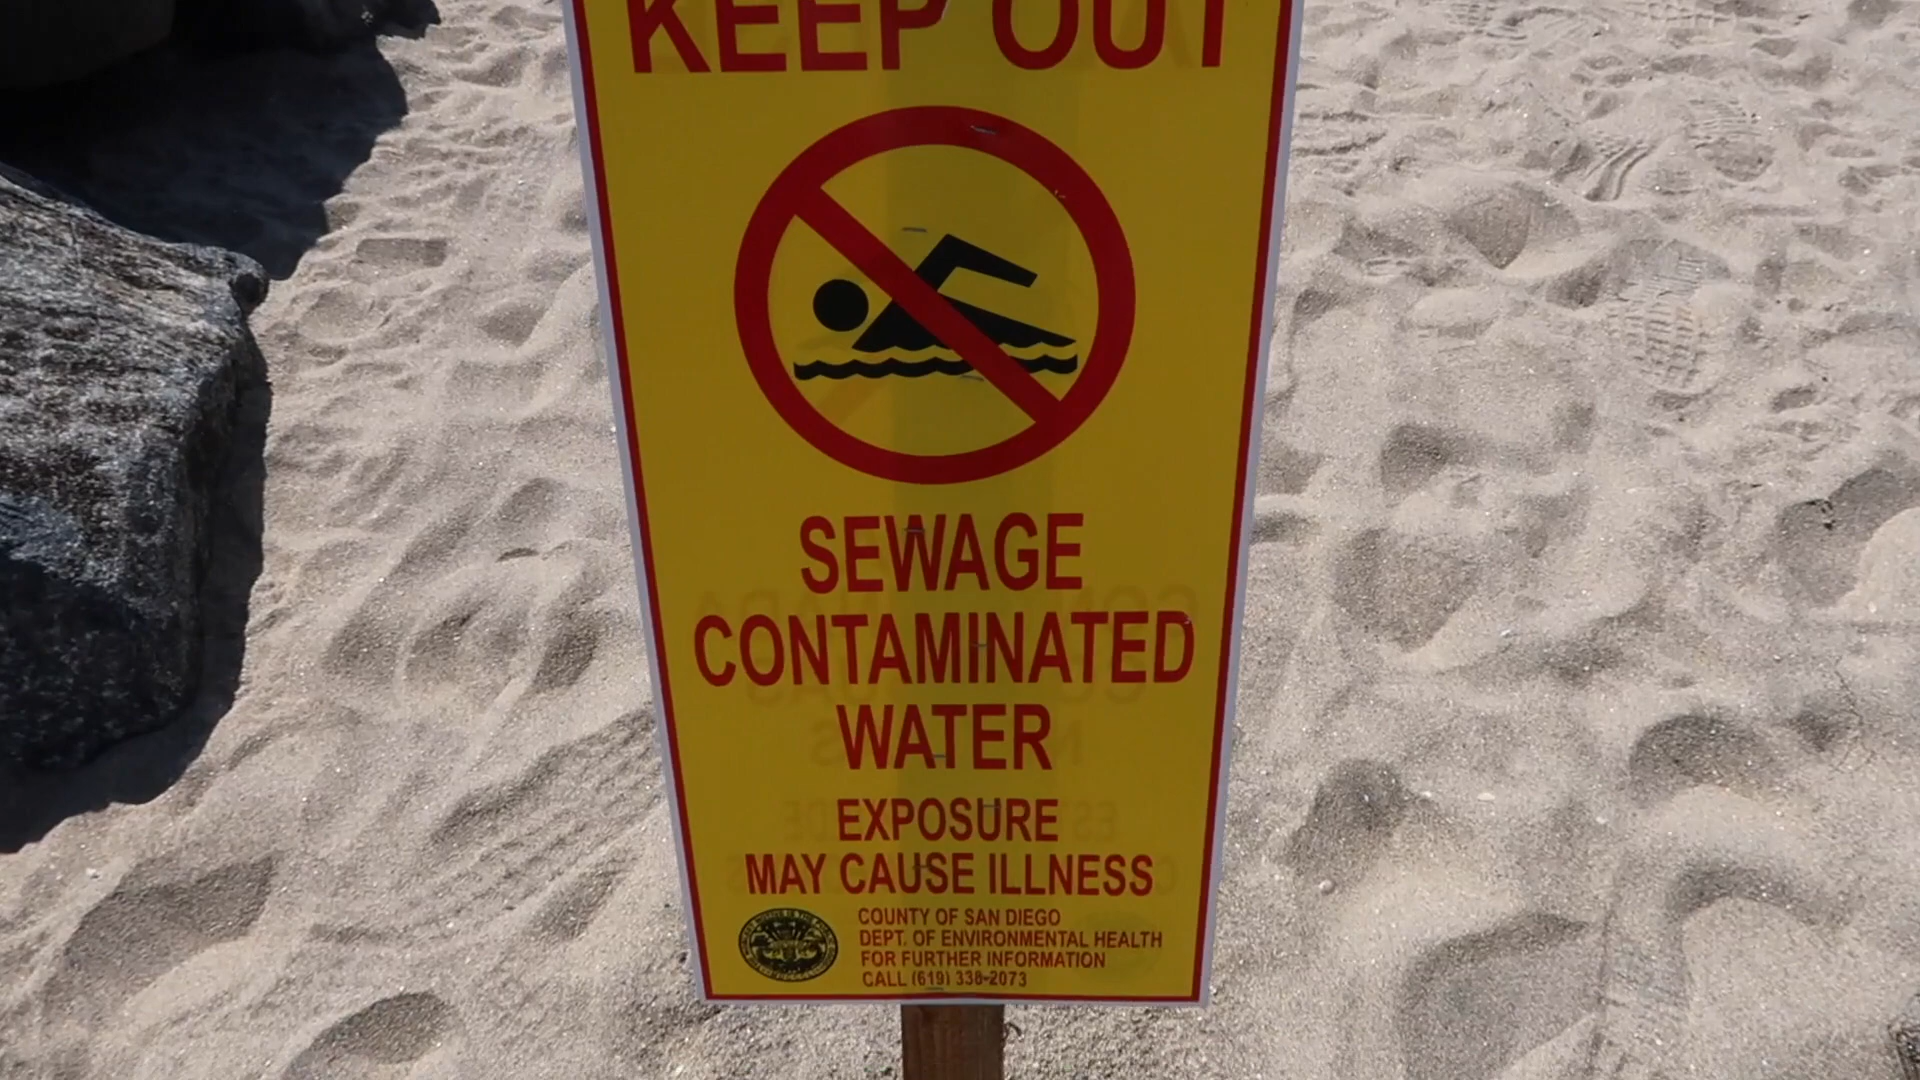 KEEP OUT
SEWAGE
CONTAMINATED
WATER
EXPOSURE
MAY CAUSE ILLNESS
COUNTY OF SAN DIEGO
DEPT. OF ENVIRONMENTAL HEALTH
FOR FURTHER INFORMATION
CALL (619) 338-2073